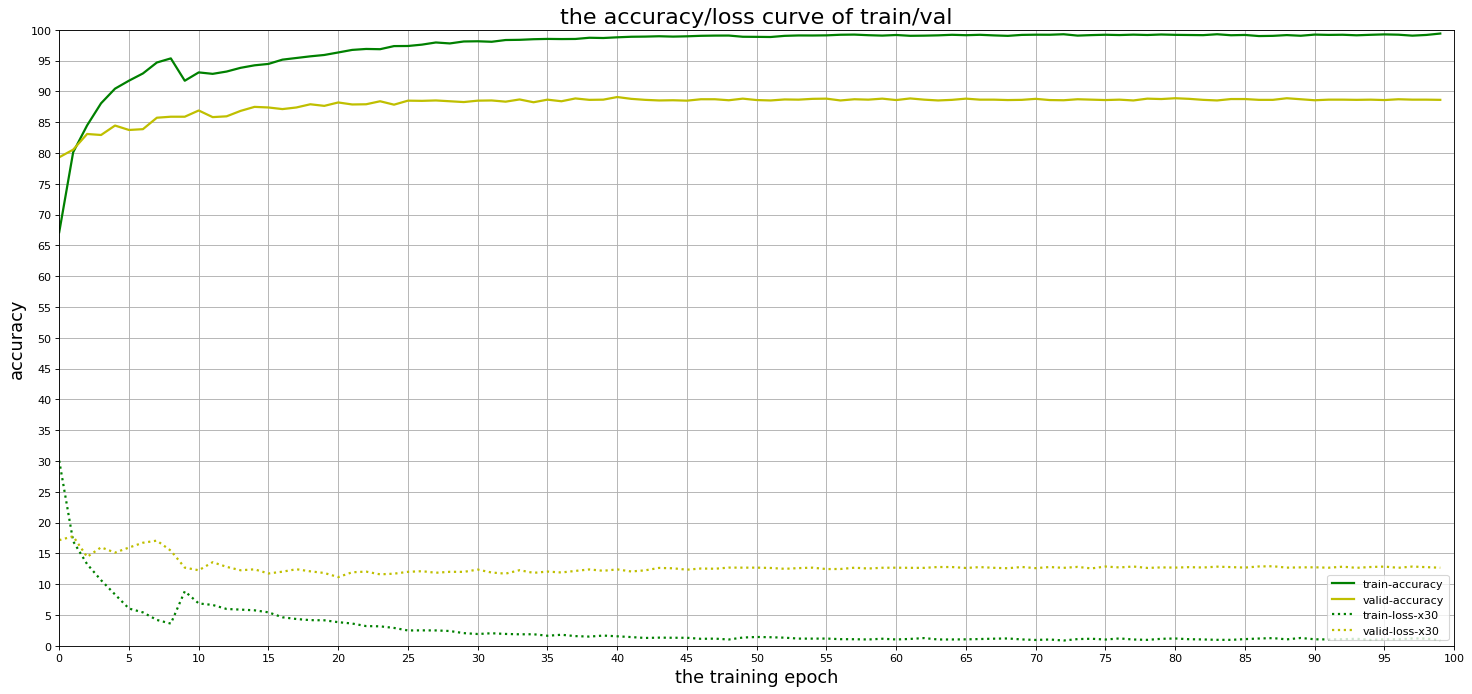 the accuracy/loss curve of train/val
100
95
90
85
80
75
70
65
60
55
50
45
40
35
30
25
20
15
10
5
0
accuracy
0 5 10 15 20 25 30 35 40 45 50 55 60 65 70 75 80 85 90 95 100
the training epoch
train-accuracy
valid-accuracy
train-loss-x30
valid-loss-x30